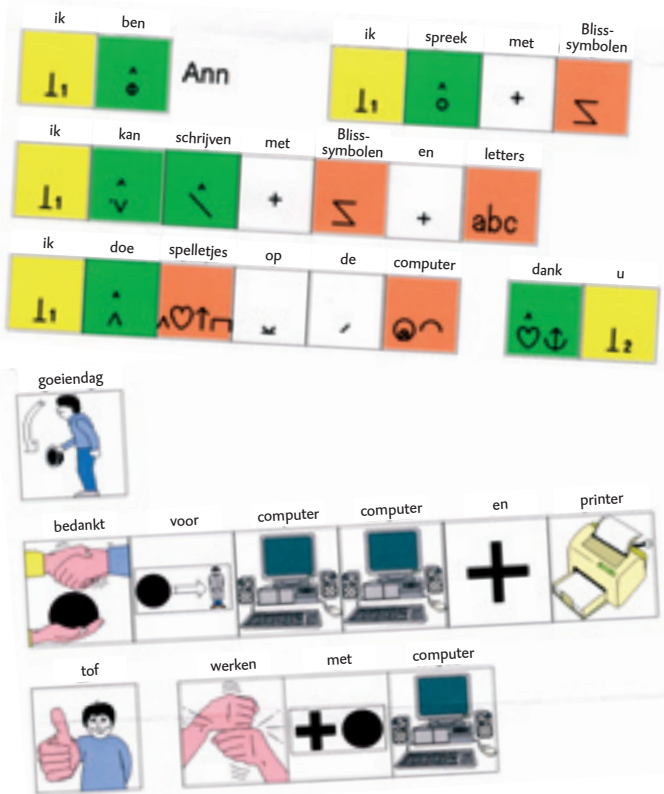 ik ben
Ann
ik spreek met Bliss-symbolen
ik kan schrijven met Bliss-symbolen en letters
abc
ik doe spelletjes op de computer
dank u
goeiendag
bedankt voor computer computer en printer
tof
werken met computer